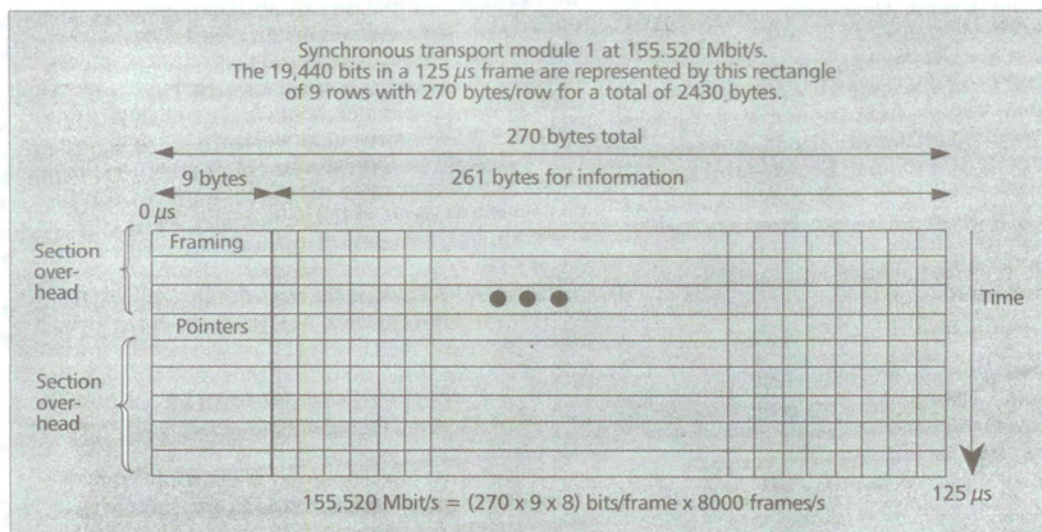 Synchronous transport module 1 at 155.520 Mbit/s.
The 19,440 bits in a 125 µs frame are represented by this rectangle
of 9 rows with 270 bytes/row for a total of 2430 bytes.
270 bytes total
9 bytes
261 bytes for information
0 µs
Section
over-
head
Framing
Time
Pointers
Section
over-
head
125 µs
155,520 Mbit/s = (270 x 9 x 8) bits/frame x 8000 frames/s